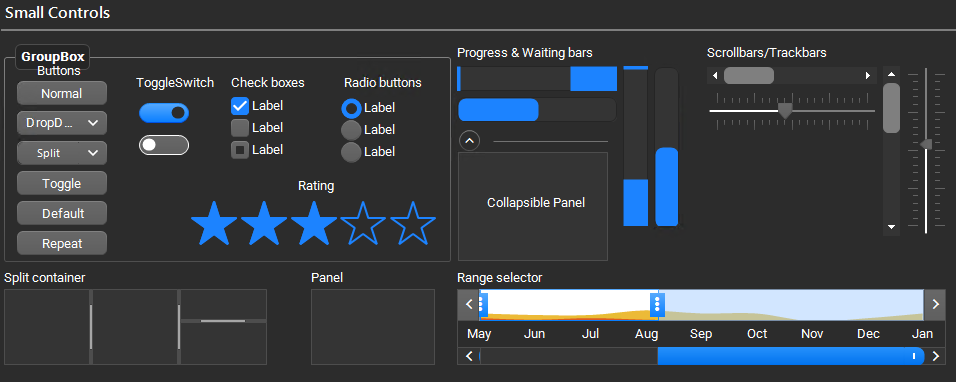 Small Controls
GroupBox
Buttons
Normal
DropD...
Split
Toggle
Default
Repeat
ToggleSwitch
Check boxes
Label
Label
Label
Radio buttons
Label
Label
Label
Rating
Progress & Waiting bars
Collapsible Panel
Scrollbars/Trackbars
Split container
Panel
Range selector
May Jun Jul Aug Sep Oct Nov Dec Jan